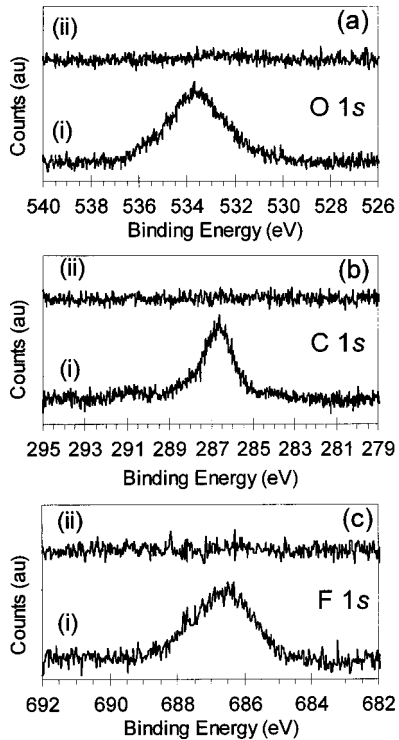 (ii) (a)
Counts (au)
(i) O 1s
540 538 536 534 532 530 528 526
Binding Energy (eV)
(ii) (b)
Counts (au)
(i) C 1s
295 293 291 289 287 285 283 281 279
Binding Energy (eV)
(ii) (c)
Counts (au)
(i) F 1s
692 690 688 686 684 682
Binding Energy (eV)